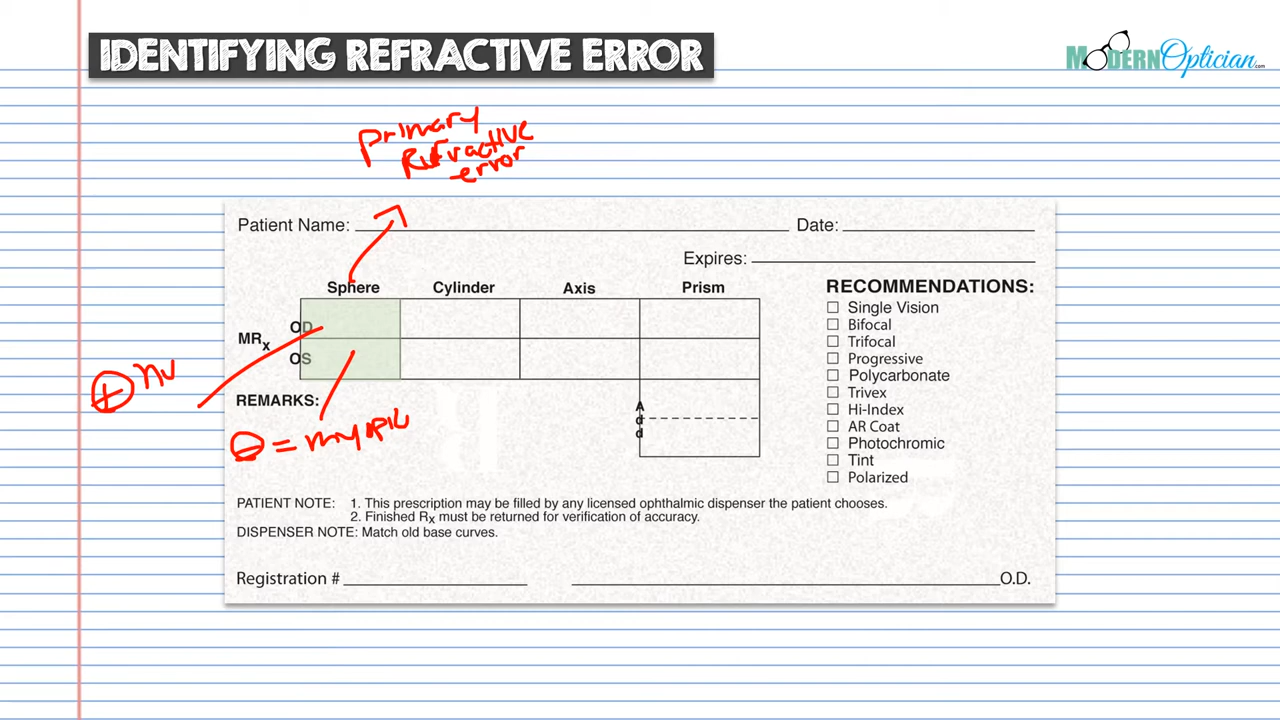 IDENTIFYING REFRACTIVE ERROR
MODERN Optician.com
primary
Refractive
error
Patient Name:
Date:
Expires:
Sphere Cylinder Axis Prism
RECOMMENDATIONS:
MRx
OD
OS
Add
Single Vision
Bifocal
Trifocal
Progressive
Polycarbonate
Trivex
Hi-Index
AR Coat
Photochromic
Tint
Polarized
+
REMARKS:
- = myopic
PATIENT NOTE: 1. This prescription may be filled by any licensed ophthalmic dispenser the patient chooses.
2. Finished Rx must be returned for verification of accuracy.
DISPENSER NOTE: Match old base curves.
Registration # O.D.